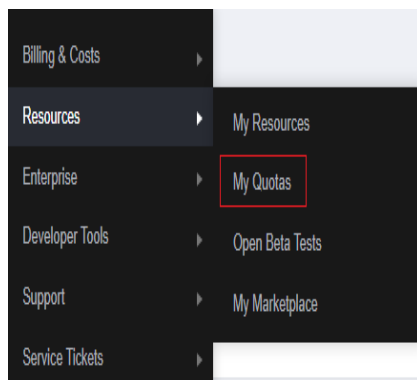 Billing & Costs
Resources
Enterprise
Developer Tools
Support
Service Tickets
My Resources
My Quotas
Open Beta Tests
My Marketplace